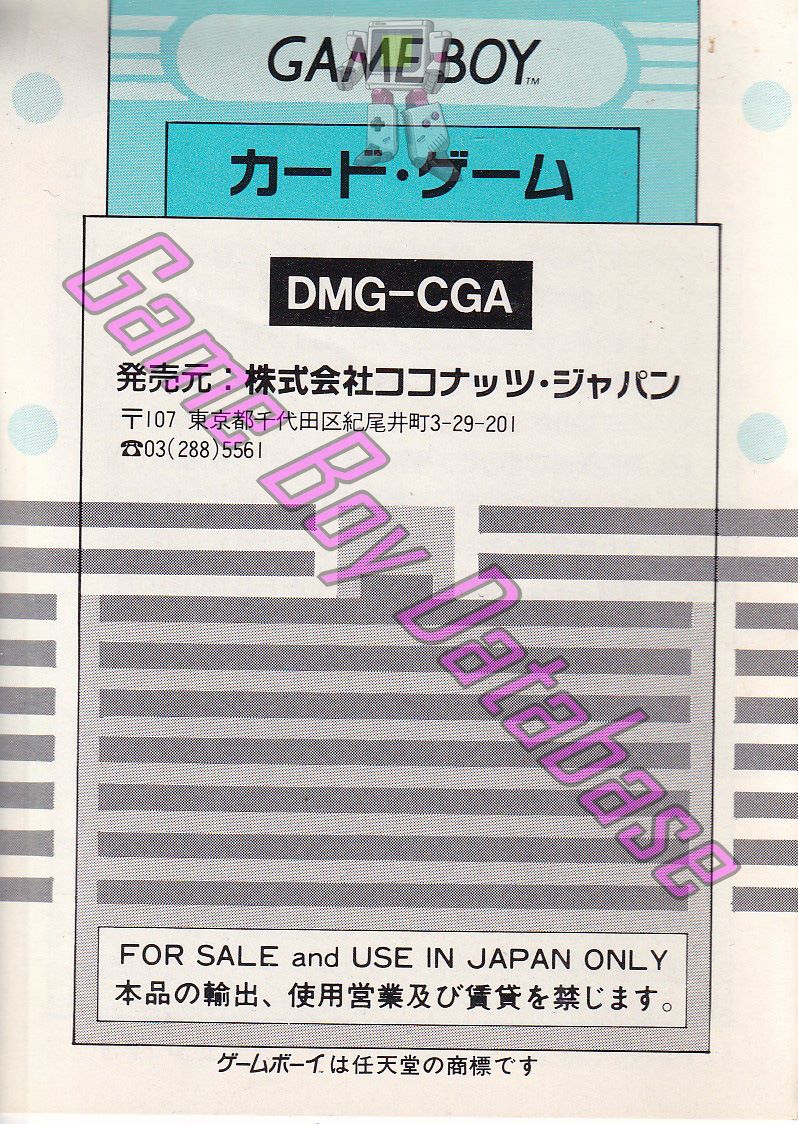 GAME BOY™
カード・ゲーム
DMG-CGA
発売元：株式会社ココナッツ・ジャパン
〒107 東京都千代田区紀尾井町3-29-201
☎03(288)5561
Game Boy Database
FOR SALE and USE IN JAPAN ONLY
本品の輸出、使用営業及び賃貸を禁じます。
ゲームボーイ™は任天堂の商標です